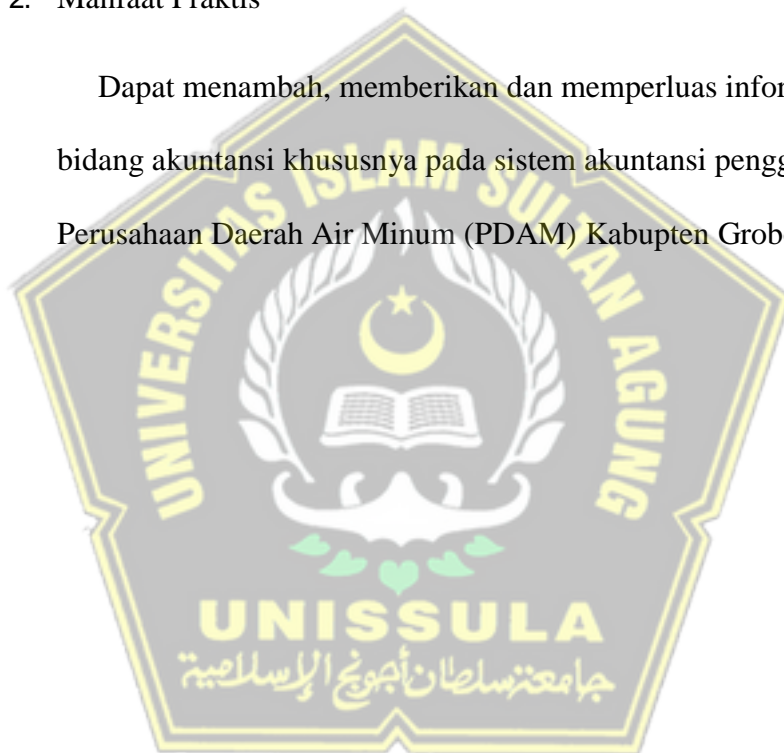 2. Manfaat Praktis
Dapat menambah, memberikan dan memperluas infor
bidang akuntansi khususnya pada sistem akuntansi pengg
Perusahaan Daerah Air Minum (PDAM) Kabupten Grob
UNIVERSITAS ISLAM SULTAN AGUNG
UNISSULA
جامعة سلطان أجونج الإسلامية